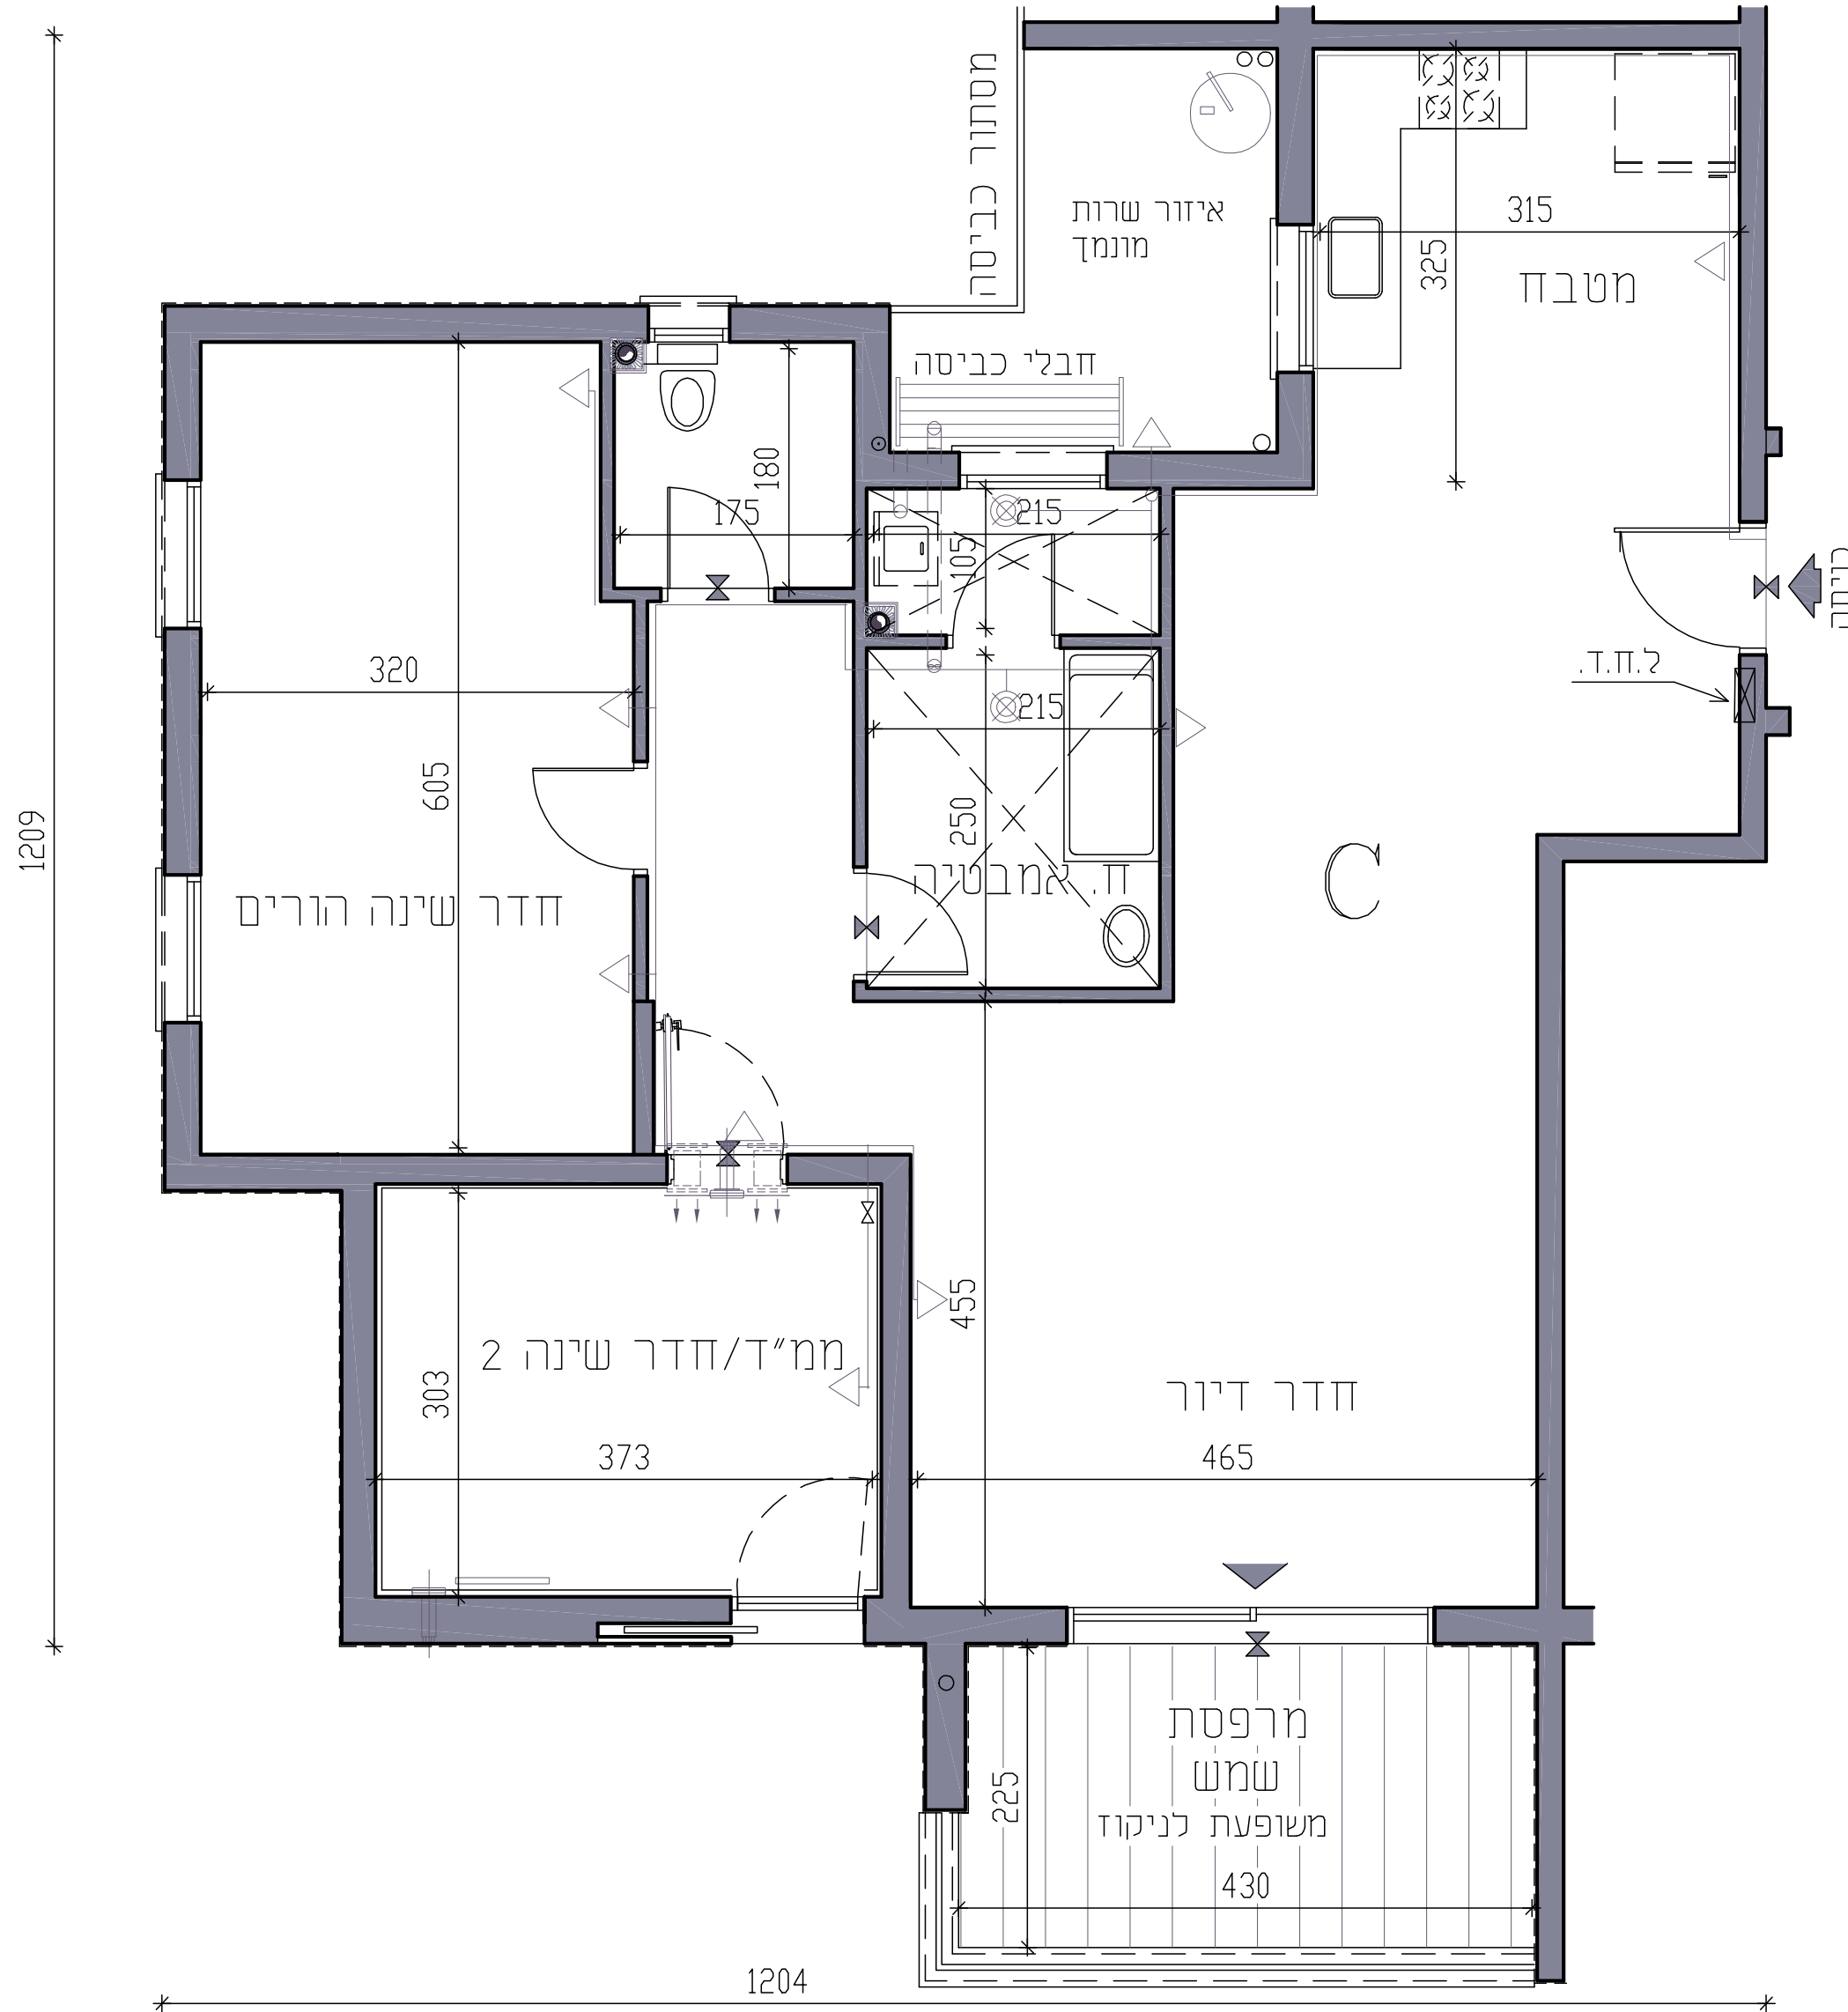 מסתור כביסה
איזור שרות
מונמך
315
325
מטבח
חבלי כביסה
180
175
215
105
כניסה
ל.ח.ד.
320
215
605
250
1209
ח. אמבטיה
C
חדר שינה הורים
455
ממ״ד/חדר שינה 2
303
חדר דיור
373
465
מרפסת
שמש
225
משופעת לניקוז
430
1204